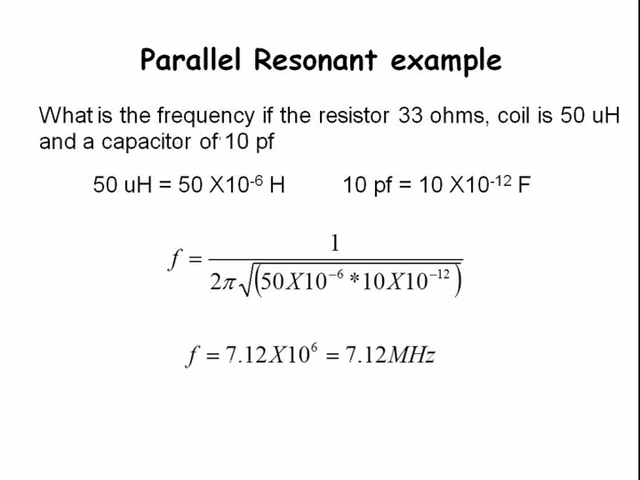 Parallel Resonant example
What is the frequency if the resistor 33 ohms, coil is 50 uH
and a capacitor of 10 pf
50 uH = 50 X10⁻⁶ H 10 pf = 10 X10⁻¹² F
f = 1 / 2π√(50X10⁻⁶ * 10X10⁻¹²)
f = 7.12X10⁶ = 7.12MHz